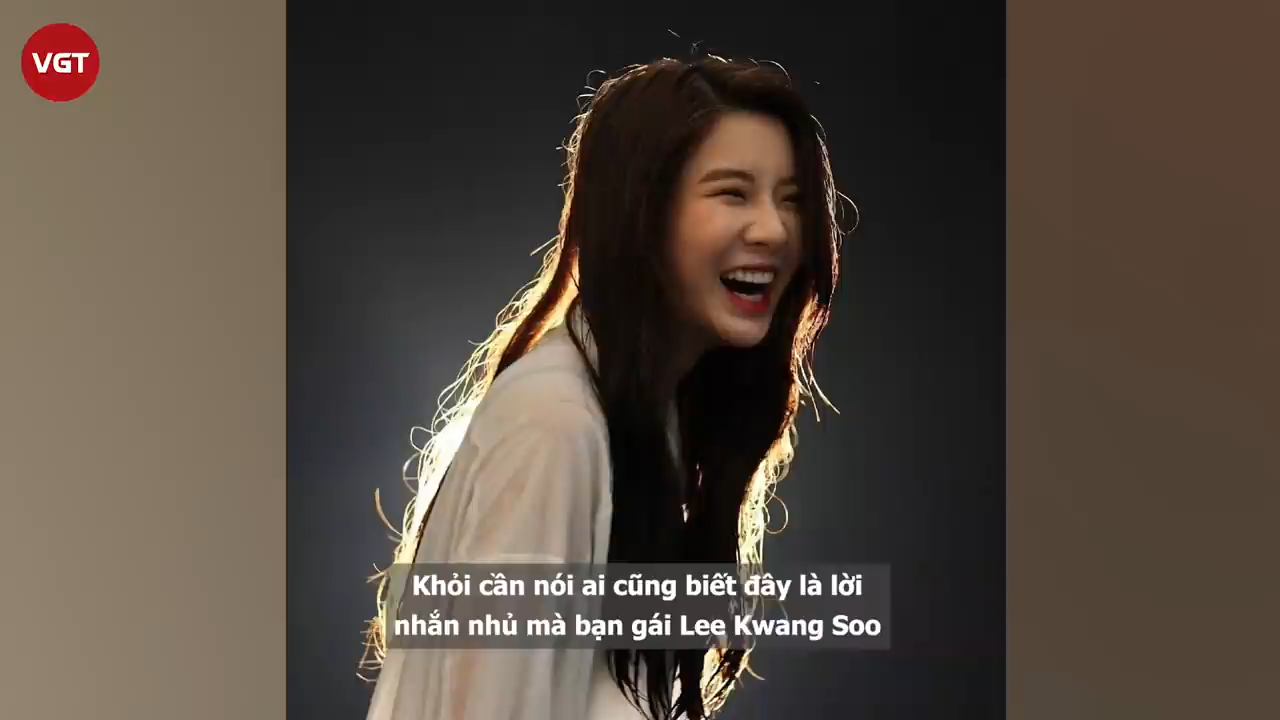 VGT
Khỏi cần nói ai cũng biết đây là lời
nhắn nhủ mà bạn gái Lee Kwang Soo